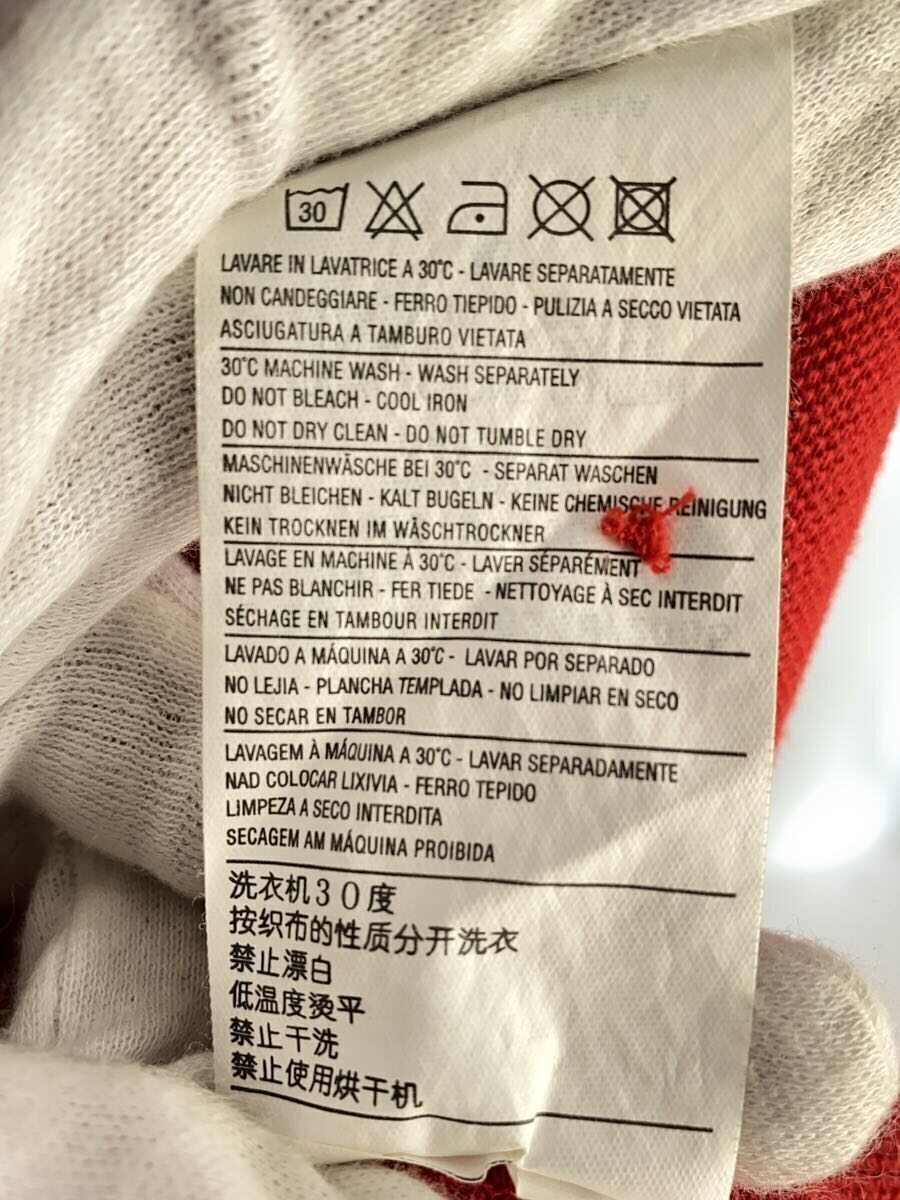 30
LAVARE IN LAVATRICE A 30°C - LAVARE SEPARATAMENTE
NON CANDEGGIARE - FERRO TIEPIDO - PULIZIA A SECCO VIETATA
ASCIUGATURA A TAMBURO VIETATA
30°C MACHINE WASH - WASH SEPARATELY
DO NOT BLEACH - COOL IRON
DO NOT DRY CLEAN - DO NOT TUMBLE DRY
MASCHINENWÄSCHE BEI 30°C - SEPARAT WASCHEN
NICHT BLEICHEN - KALT BUGELN - KEINE CHEMISCHE REINIGUNG
KEIN TROCKNEN IM WÄSCHTROCKNER
LAVAGE EN MACHINE À 30°C - LAVER SÉPARÉMENT
NE PAS BLANCHIR - FER TIEDE - NETTOYAGE À SEC INTERDIT
SÉCHAGE EN TAMBOUR INTERDIT
LAVADO A MÁQUINA A 30°C - LAVAR POR SEPARADO
NO LEJIA - PLANCHA TEMPLADA - NO LIMPIAR EN SECO
NO SECAR EN TAMBOR
LAVAGEM À MÁQUINA A 30°C - LAVAR SEPARADAMENTE
NAD COLOCAR LIXIVIA - FERRO TEPIDO
LIMPEZA A SECO INTERDITA
SECAGEM AM MÁQUINA PROIBIDA
洗衣机30度
按织布的性质分开洗衣
禁止漂白
低温度烫平
禁止干洗
禁止使用烘干机